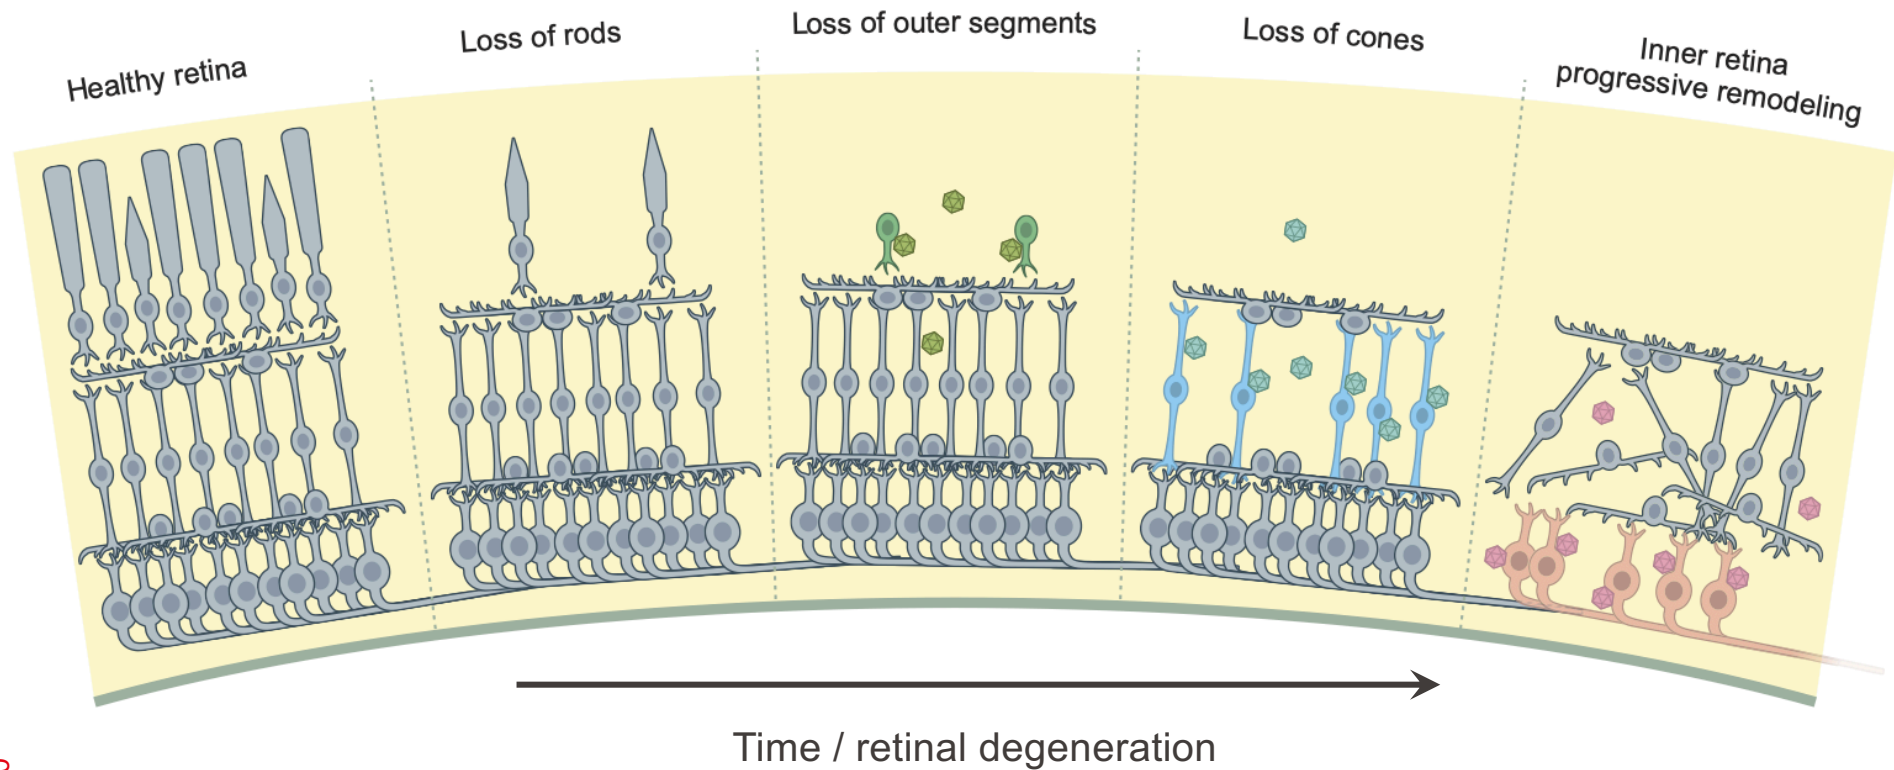 Healthy retina
Loss of rods
Loss of outer segments
Loss of cones
Inner retina
progressive remodeling
Time / retinal degeneration